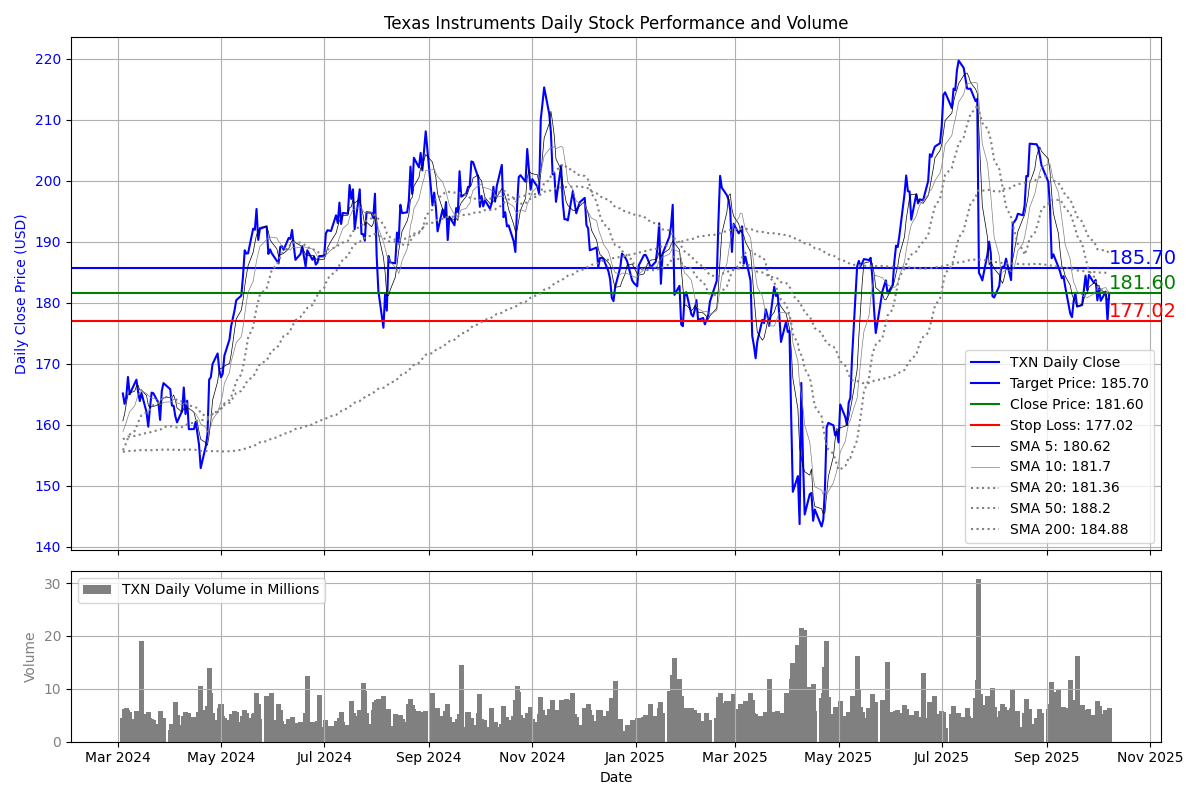 Texas Instruments Daily Stock Performance and Volume
Daily Close Price (USD)
220
210
200
190
180
170
160
150
140
185.70
181.60
177.02
TXN Daily Close
Target Price: 185.70
Close Price: 181.60
Stop Loss: 177.02
SMA 5: 180.62
SMA 10: 181.7
SMA 20: 181.36
SMA 50: 188.2
SMA 200: 184.88
TXN Daily Volume in Millions
Volume
30
20
10
0
Mar 2024 May 2024 Jul 2024 Sep 2024 Nov 2024 Jan 2025 Mar 2025 May 2025 Jul 2025 Sep 2025 Nov 2025
Date